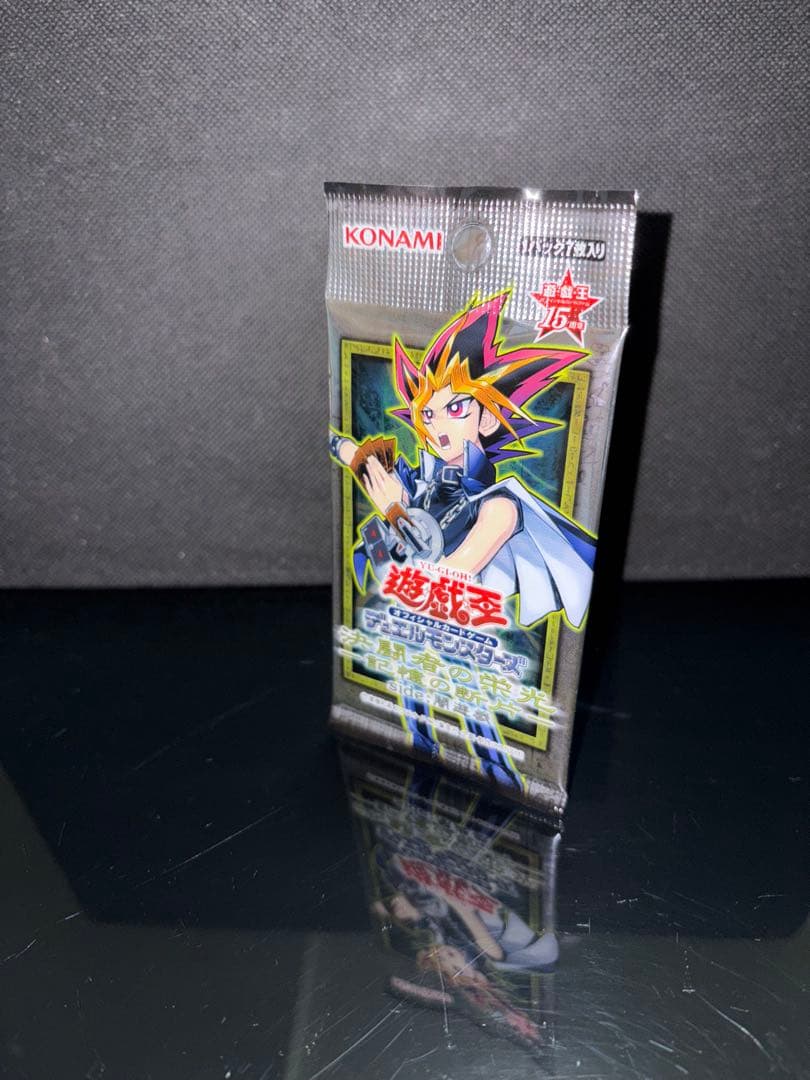 KONAMI
1パック7枚入り
遊☆戯☆王
15周年
YU-GI-OH!
遊戯王
オフィシャルカードゲーム
デュエルモンスターズ
決闘者の栄光
―記憶の断片―
side:闇遊戯